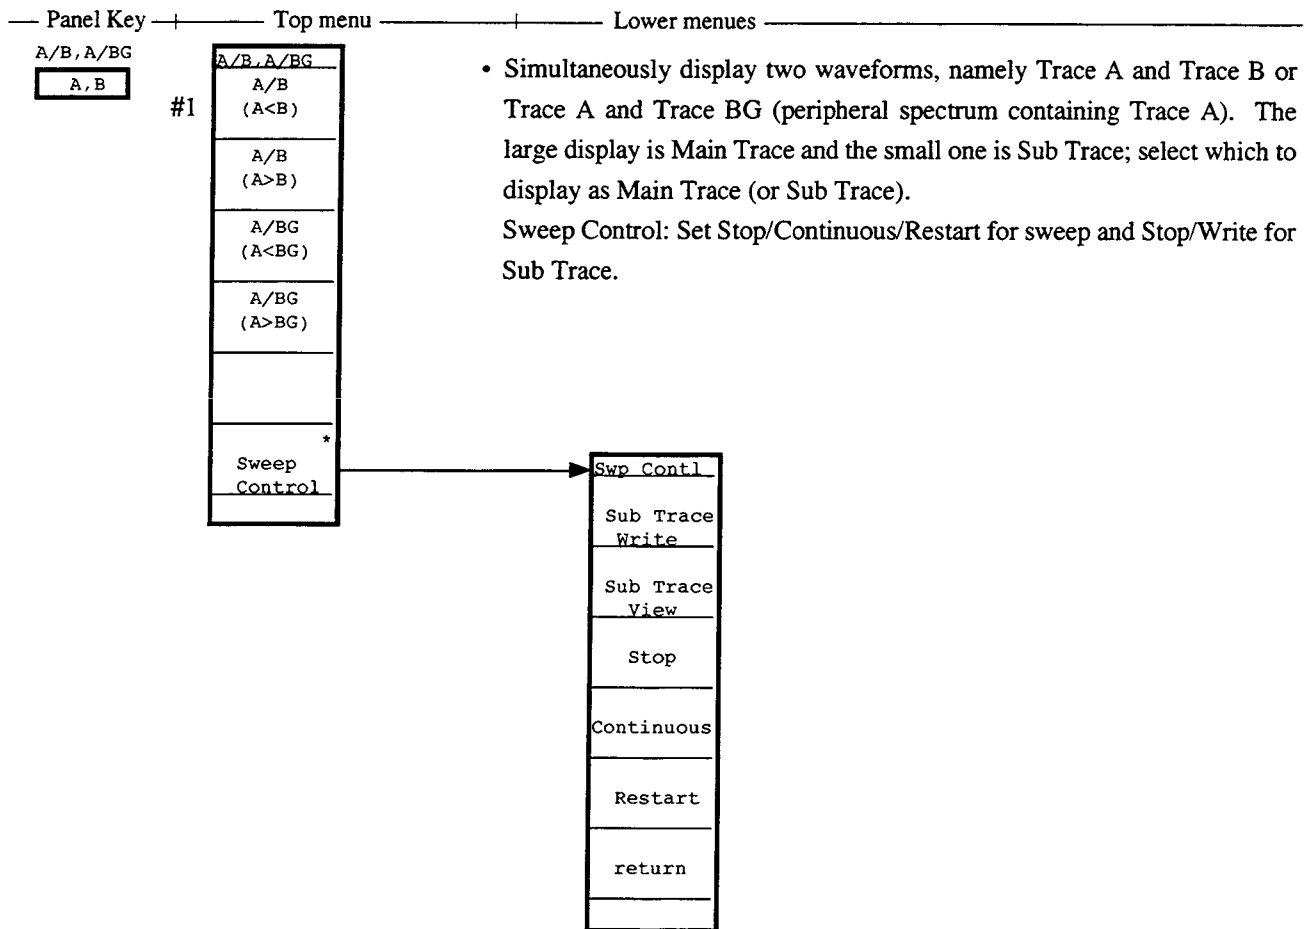 Panel Key
Top menu
Lower menues
A/B,A/BG
A,B
#1
A/B,A/BG
A/B
(A<B)
A/B
(A>B)
A/BG
(A<BG)
A/BG
(A>BG)
*
Sweep
Control
• Simultaneously display two waveforms, namely Trace A and Trace B or
Trace A and Trace BG (peripheral spectrum containing Trace A). The
large display is Main Trace and the small one is Sub Trace; select which to
display as Main Trace (or Sub Trace).
Sweep Control: Set Stop/Continuous/Restart for sweep and Stop/Write for
Sub Trace.
Swp Contl
Sub Trace
Write
Sub Trace
View
Stop
Continuous
Restart
return